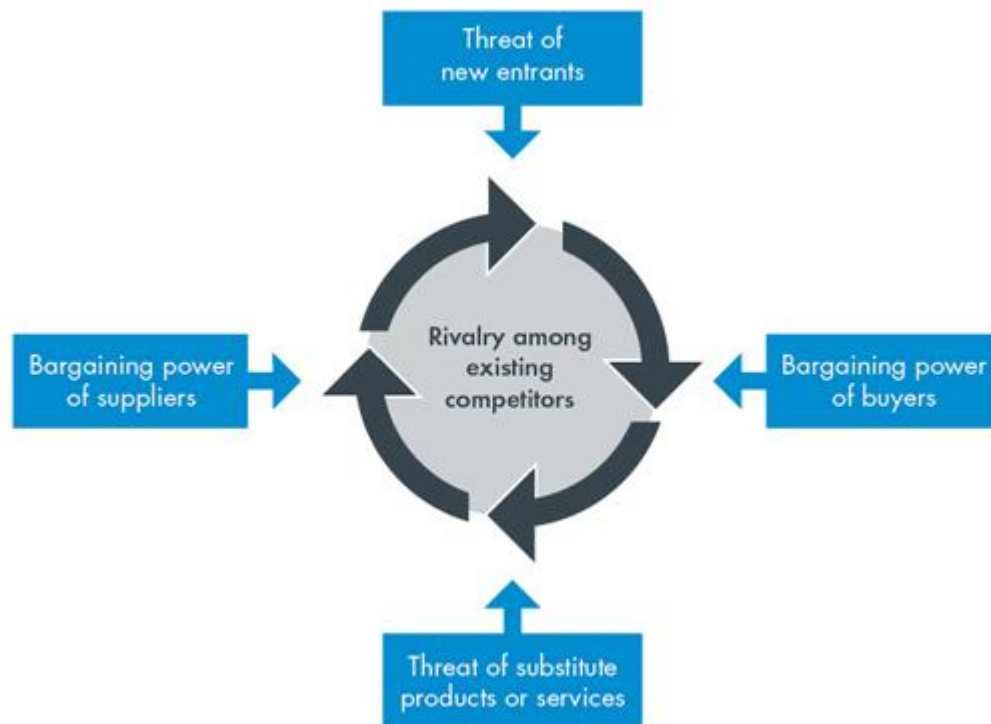 Threat of
new entrants
Bargaining power
of suppliers
Rivalry among
existing
competitors
Bargaining power
of buyers
Threat of substitute
products or services